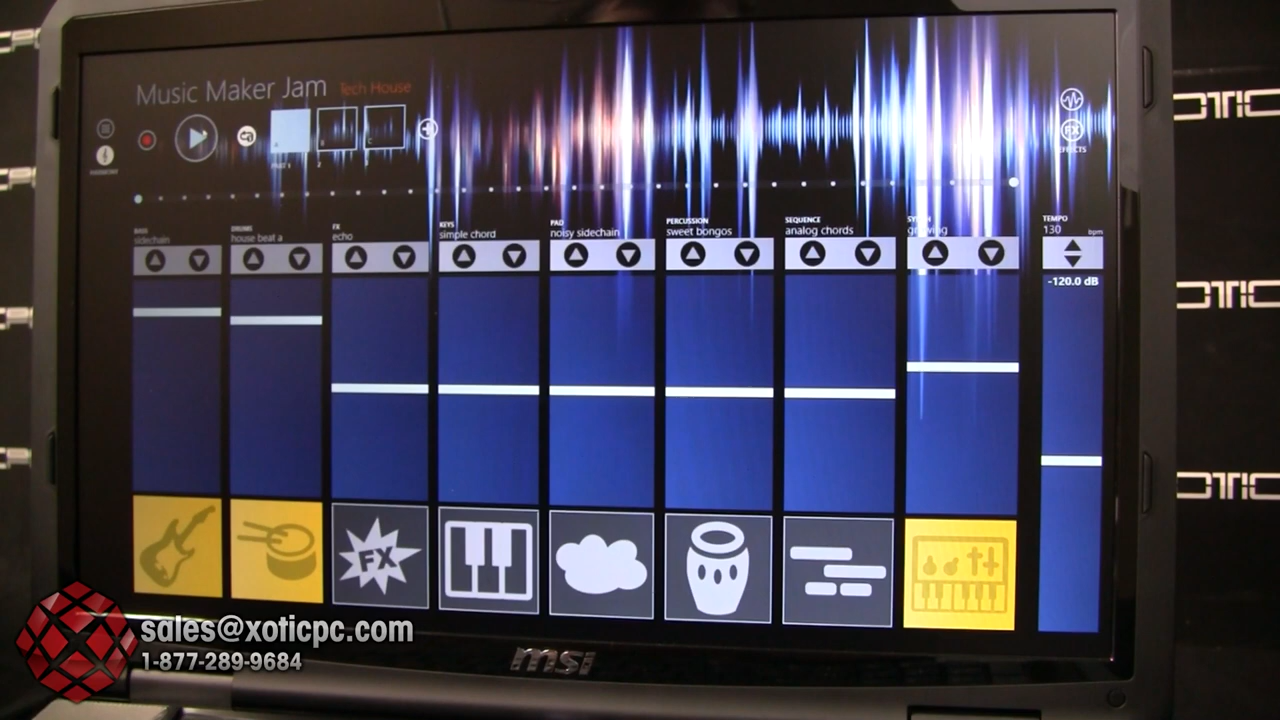 Music Maker Jam Tech House
FX
EFFECTS
BASS
sidechain
DRUMS
house beat a
FX
echo
KEYS
simple chord
PAD
noisy sidechain
PERCUSSION
sweet bongos
SEQUENCE
analog chords
SYNTH
growing
TEMPO
130 bpm
-120.0 dB
FX
sales@xoticpc.com
1-877-289-9684
msi